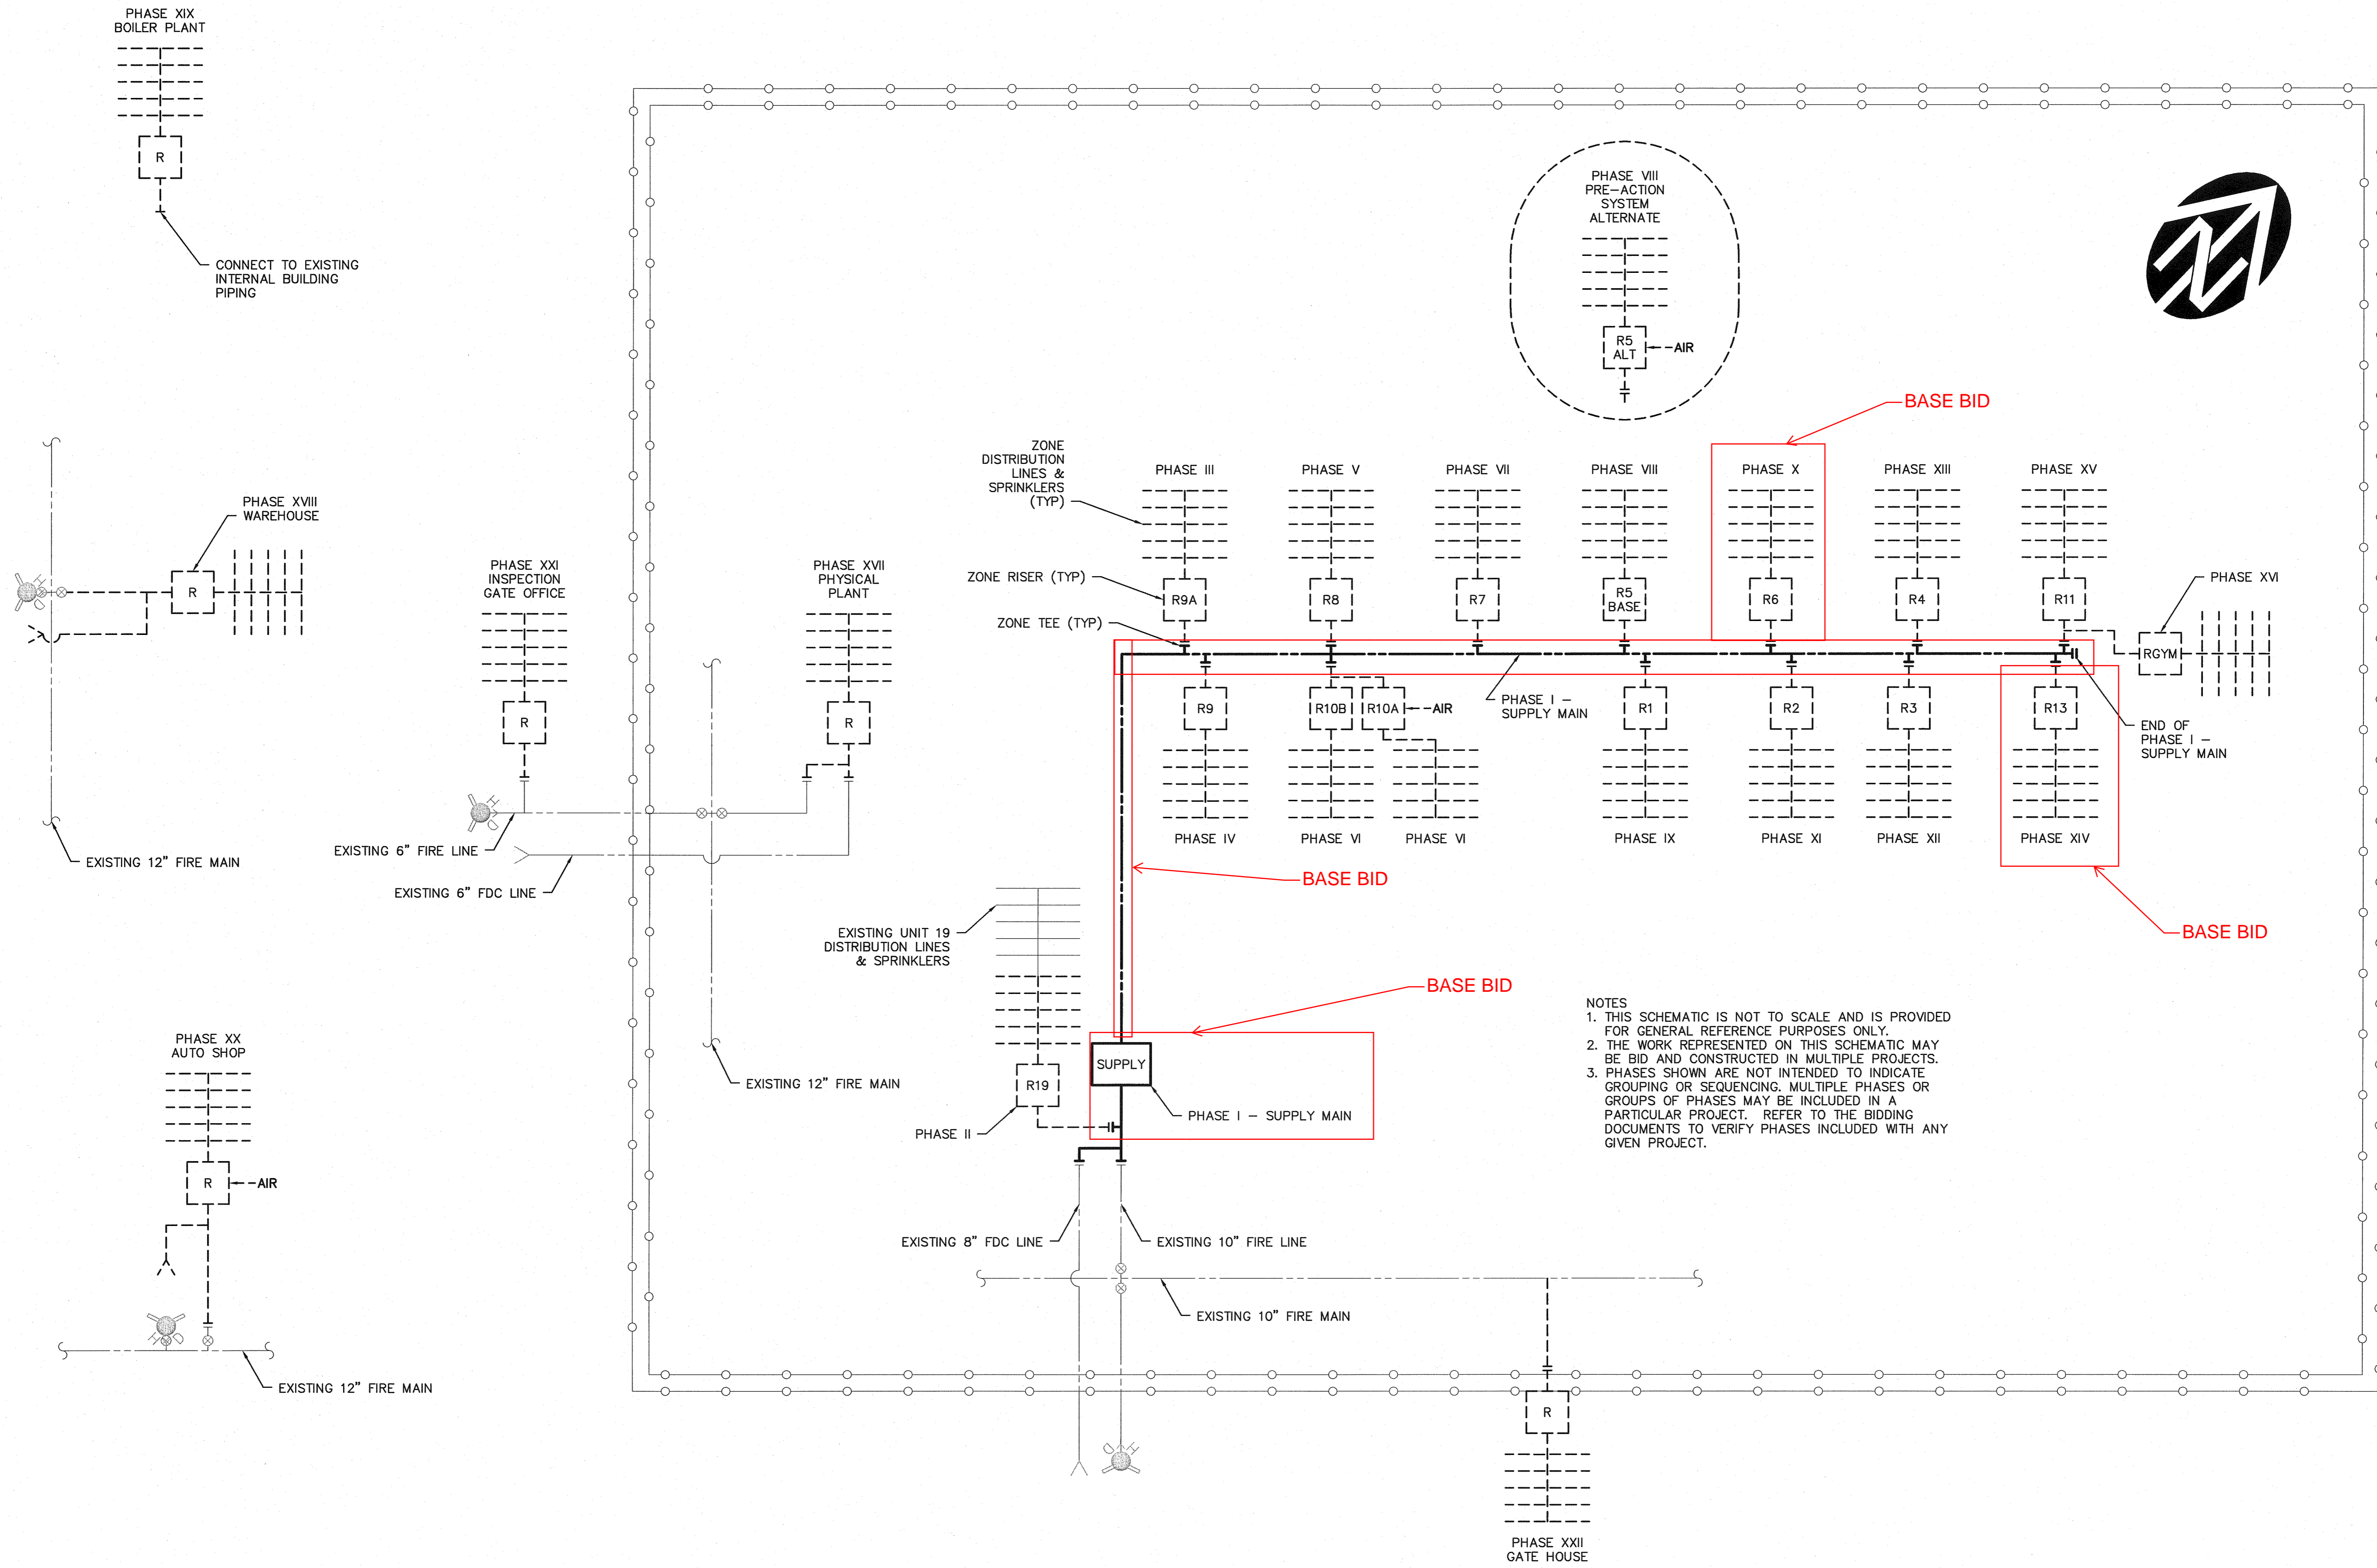 PHASE XIX
BOILER PLANT
R
CONNECT TO EXISTING
INTERNAL BUILDING
PIPING
PHASE XVIII
WAREHOUSE
R
H
D
EXISTING 12" FIRE MAIN
PHASE XX
AUTO SHOP
R
AIR
H
D
EXISTING 12" FIRE MAIN
PHASE XXI
INSPECTION
GATE OFFICE
R
H
D
EXISTING 6" FIRE LINE
EXISTING 6" FDC LINE
PHASE XVII
PHYSICAL
PLANT
R
EXISTING 12" FIRE MAIN
PHASE VIII
PRE-ACTION
SYSTEM
ALTERNATE
R5
ALT
AIR
N
BASE BID
ZONE
DISTRIBUTION
LINES &
SPRINKLERS
(TYP)
PHASE III
PHASE V
PHASE VII
PHASE VIII
PHASE X
PHASE XIII
PHASE XV
ZONE RISER (TYP)
R9A
R8
R7
R5
BASE
R6
R4
R11
PHASE XVI
RGYM
ZONE TEE (TYP)
R9
R10B
R10A
AIR
PHASE I –
SUPPLY MAIN
R1
R2
R3
R13
END OF
PHASE I –
SUPPLY MAIN
PHASE IV
PHASE VI
PHASE VI
PHASE IX
PHASE XI
PHASE XII
PHASE XIV
BASE BID
BASE BID
EXISTING UNIT 19
DISTRIBUTION LINES
& SPRINKLERS
BASE BID
SUPPLY
R19
PHASE I – SUPPLY MAIN
PHASE II
NOTES
1. THIS SCHEMATIC IS NOT TO SCALE AND IS PROVIDED
FOR GENERAL REFERENCE PURPOSES ONLY.
2. THE WORK REPRESENTED ON THIS SCHEMATIC MAY
BE BID AND CONSTRUCTED IN MULTIPLE PROJECTS.
3. PHASES SHOWN ARE NOT INTENDED TO INDICATE
GROUPING OR SEQUENCING. MULTIPLE PHASES OR
GROUPS OF PHASES MAY BE INCLUDED IN A
PARTICULAR PROJECT. REFER TO THE BIDDING
DOCUMENTS TO VERIFY PHASES INCLUDED WITH ANY
GIVEN PROJECT.
EXISTING 8" FDC LINE
EXISTING 10" FIRE LINE
EXISTING 10" FIRE MAIN
H
D
R
PHASE XXII
GATE HOUSE